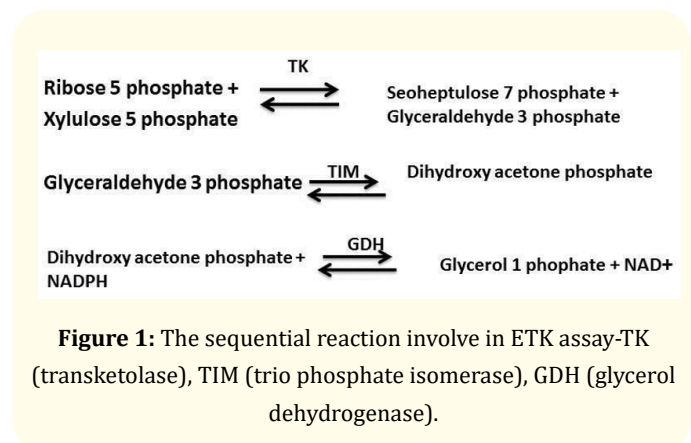 TK
Ribose 5 phosphate +
Xylulose 5 phosphate
Seoheptulose 7 phosphate +
Glyceraldehyde 3 phosphate
Glyceraldehyde 3 phosphate
TIM
Dihydroxy acetone phosphate
Dihydroxy acetone phosphate +
NADPH
GDH
Glycerol 1 phophate + NAD+
Figure 1: The sequential reaction involve in ETK assay-TK
(transketolase), TIM (trio phosphate isomerase), GDH (glycerol
dehydrogenase).